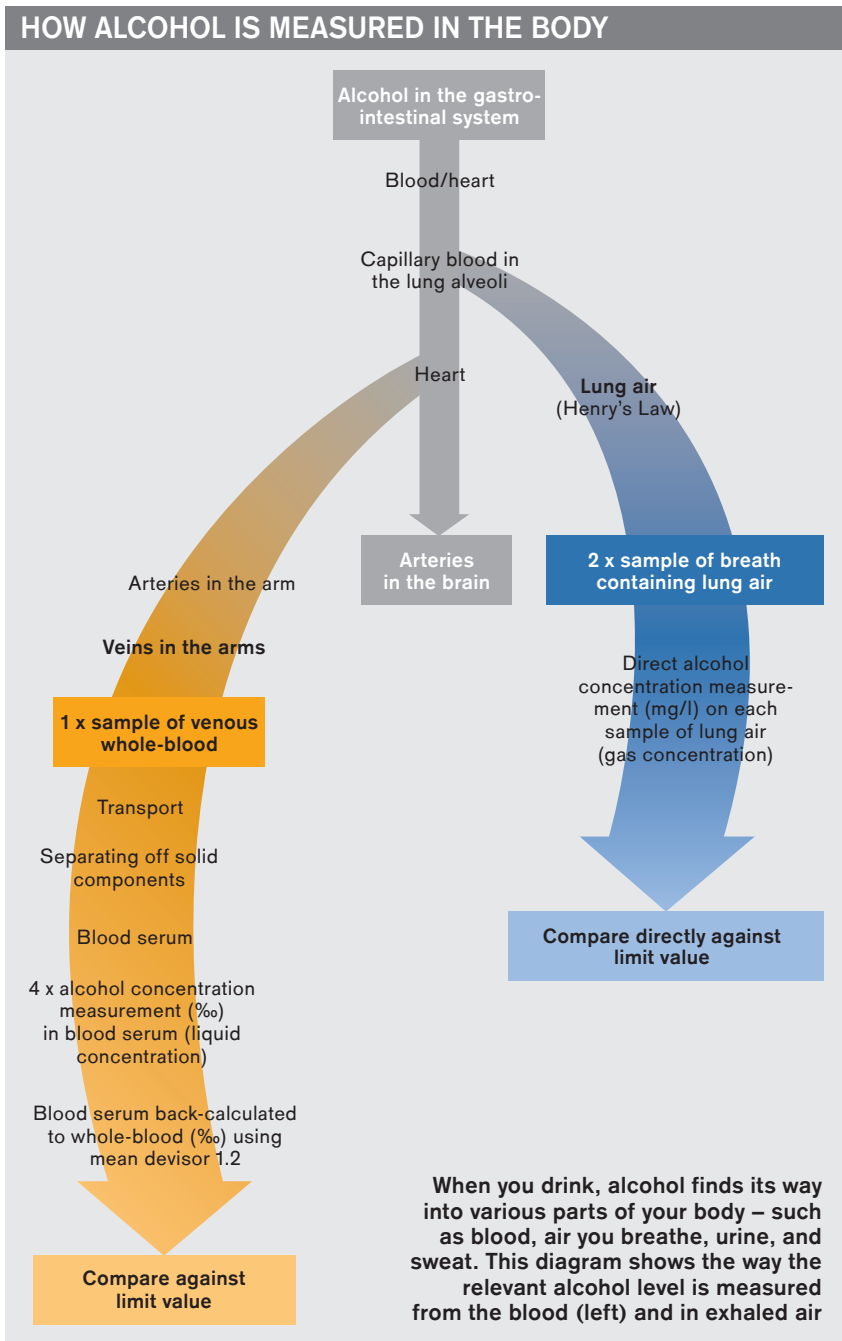 HOW ALCOHOL IS MEASURED IN THE BODY
Alcohol in the gastro-
intestinal system
Blood/heart
Capillary blood in
the lung alveoli
Heart
Lung air
(Henry's Law)
Arteries
in the brain
2 x sample of breath
containing lung air
Arteries in the arm
Veins in the arms
1 x sample of venous
whole-blood
Direct alcohol
concentration measure-
ment (mg/l) on each
sample of lung air
(gas concentration)
Transport
Separating off solid
components
Blood serum
4 x alcohol concentration
measurement (‰)
in blood serum (liquid
concentration)
Blood serum back-calculated
to whole-blood (‰) using
mean devisor 1.2
Compare against
limit value
Compare directly against
limit value
When you drink, alcohol finds its way
into various parts of your body – such
as blood, air you breathe, urine, and
sweat. This diagram shows the way the
relevant alcohol level is measured
from the blood (left) and in exhaled air